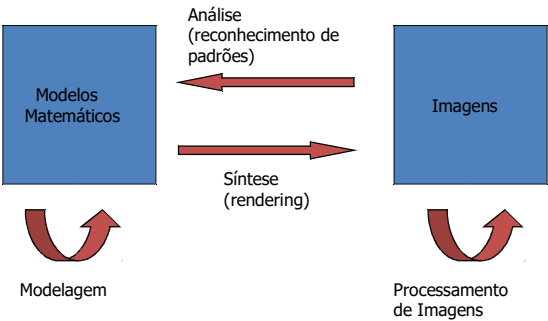 Análise
(reconhecimento de
padrões)
Modelos
Matemáticos
Imagens
Síntese
(rendering)
Modelagem
Processamento
de Imagens